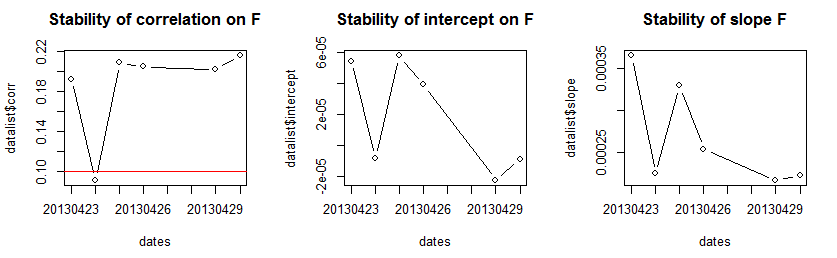 Stability of correlation on F
datalist$corr
0.22
0.18
0.14
0.10
20130423
20130426
20130429
dates
Stability of intercept on F
datalist$intercept
6e-05
2e-05
-2e-05
20130423
20130426
20130429
dates
Stability of slope F
datalist$slope
0.00035
0.00025
20130423
20130426
20130429
dates